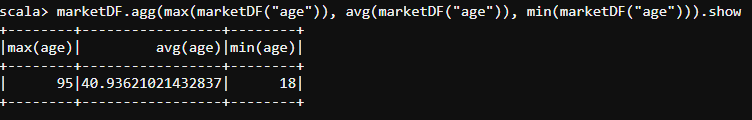 scala> marketDF.agg(max(marketDF("age")), avg(marketDF("age")), min(marketDF("age"))).show
+--------+-----------------+--------+
|max(age)|         avg(age)|min(age)|
+--------+-----------------+--------+
|      95|40.93621021432837|      18|
+--------+-----------------+--------+